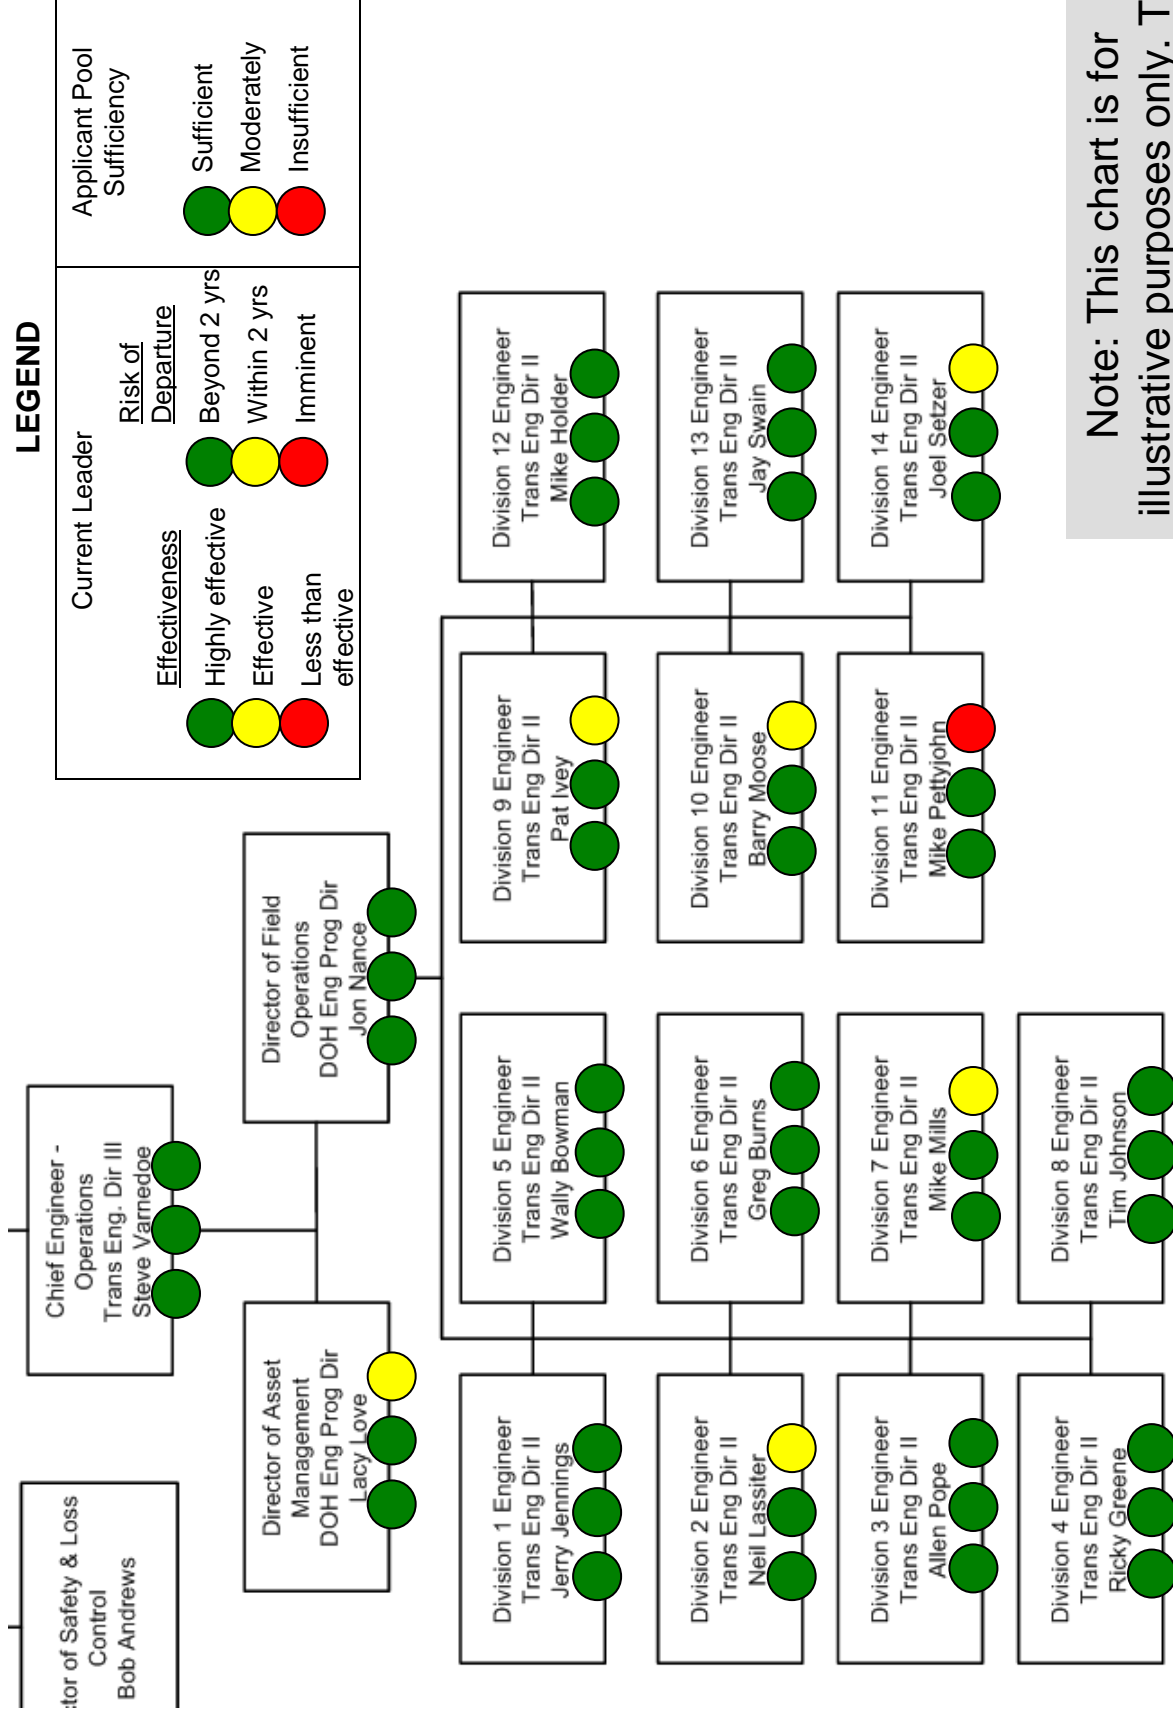 LEGEND
Current Leader
Effectiveness
Highly effective
Effective
Less than
effective
Risk of
Departure
Beyond 2 yrs
Within 2 yrs
Imminent
Applicant Pool
Sufficiency
Sufficient
Moderately
Insufficient
Control
Bob Andrews
Chief Engineer -
Operations
Trans Eng. Dir III
Steve Varnedoe
Director of Asset
Management
DOH Eng Prog Dir
Lacy Love
Director of Field
Operations
DOH Eng Prog Dir
Jon Nance
Division 1 Engineer
Trans Eng Dir II
Jerry Jennings
Division 2 Engineer
Trans Eng Dir II
Neil Lassiter
Division 3 Engineer
Trans Eng Dir II
Allen Pope
Division 4 Engineer
Trans Eng Dir II
Ricky Greene
Division 5 Engineer
Trans Eng Dir II
Wally Bowman
Division 6 Engineer
Trans Eng Dir II
Greg Burns
Division 7 Engineer
Trans Eng Dir II
Mike Mills
Division 8 Engineer
Trans Eng Dir II
Tim Johnson
Division 9 Engineer
Trans Eng Dir II
Pat Ivey
Division 10 Engineer
Trans Eng Dir II
Barry Moose
Division 11 Engineer
Trans Eng Dir II
Mike Pettyjohn
Division 12 Engineer
Trans Eng Dir II
Mike Holder
Division 13 Engineer
Trans Eng Dir II
Jay Swain
Division 14 Engineer
Trans Eng Dir II
Joel Setzer
Note: This chart is for
illustrative purposes only.
of Safety & Loss